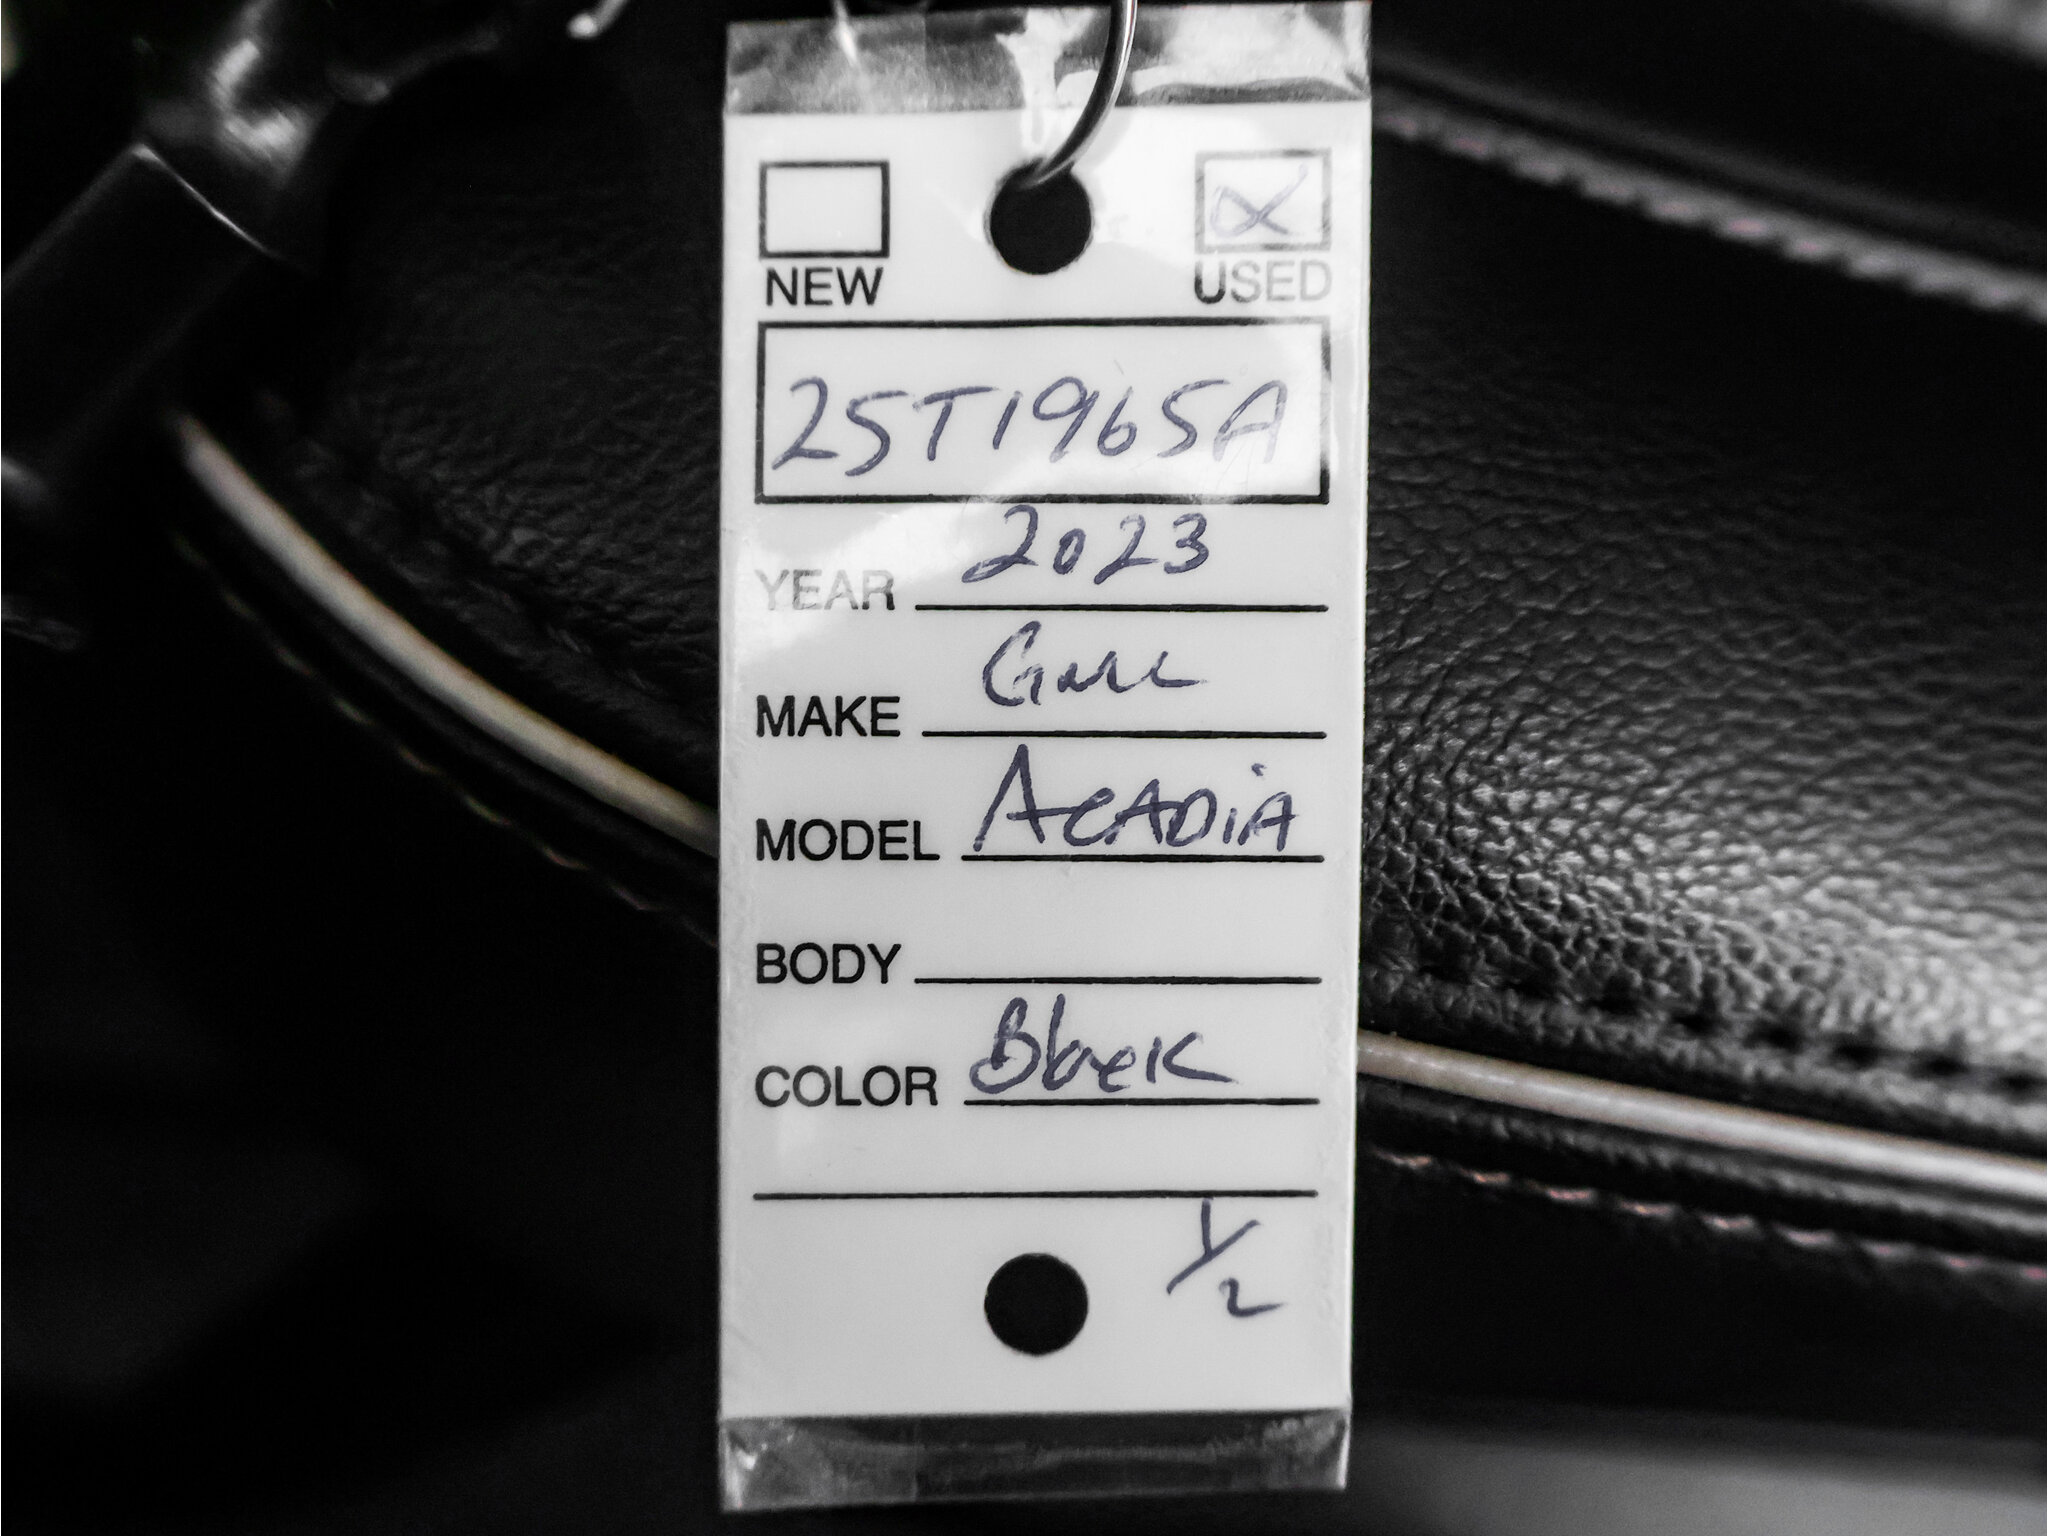 NEW USED
25T1965A
YEAR 2023
MAKE GMC
MODEL ACADiA
BODY
COLOR Black
1/2